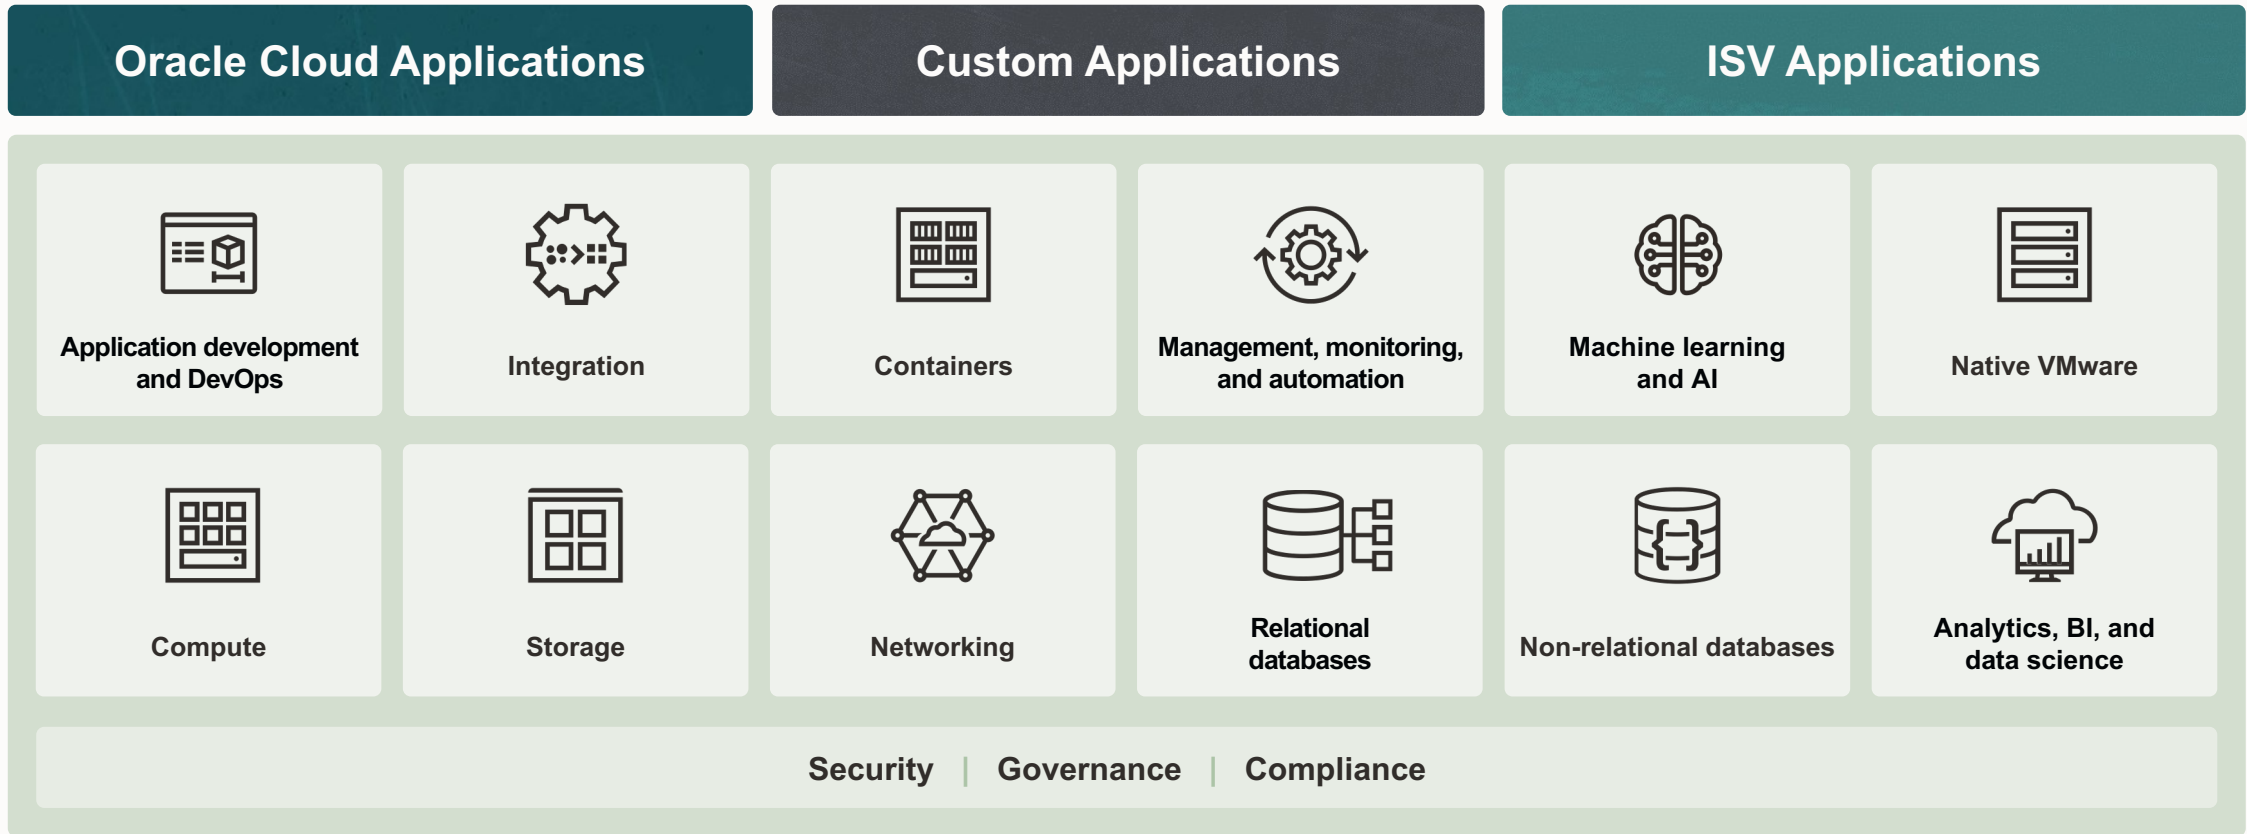 Oracle Cloud Applications
Custom Applications
ISV Applications
Application development
and DevOps
Integration
Containers
Management, monitoring,
and automation
Machine learning
and AI
Native VMware
Compute
Storage
Networking
Relational
databases
Non-relational databases
Analytics, BI, and
data science
Security | Governance | Compliance